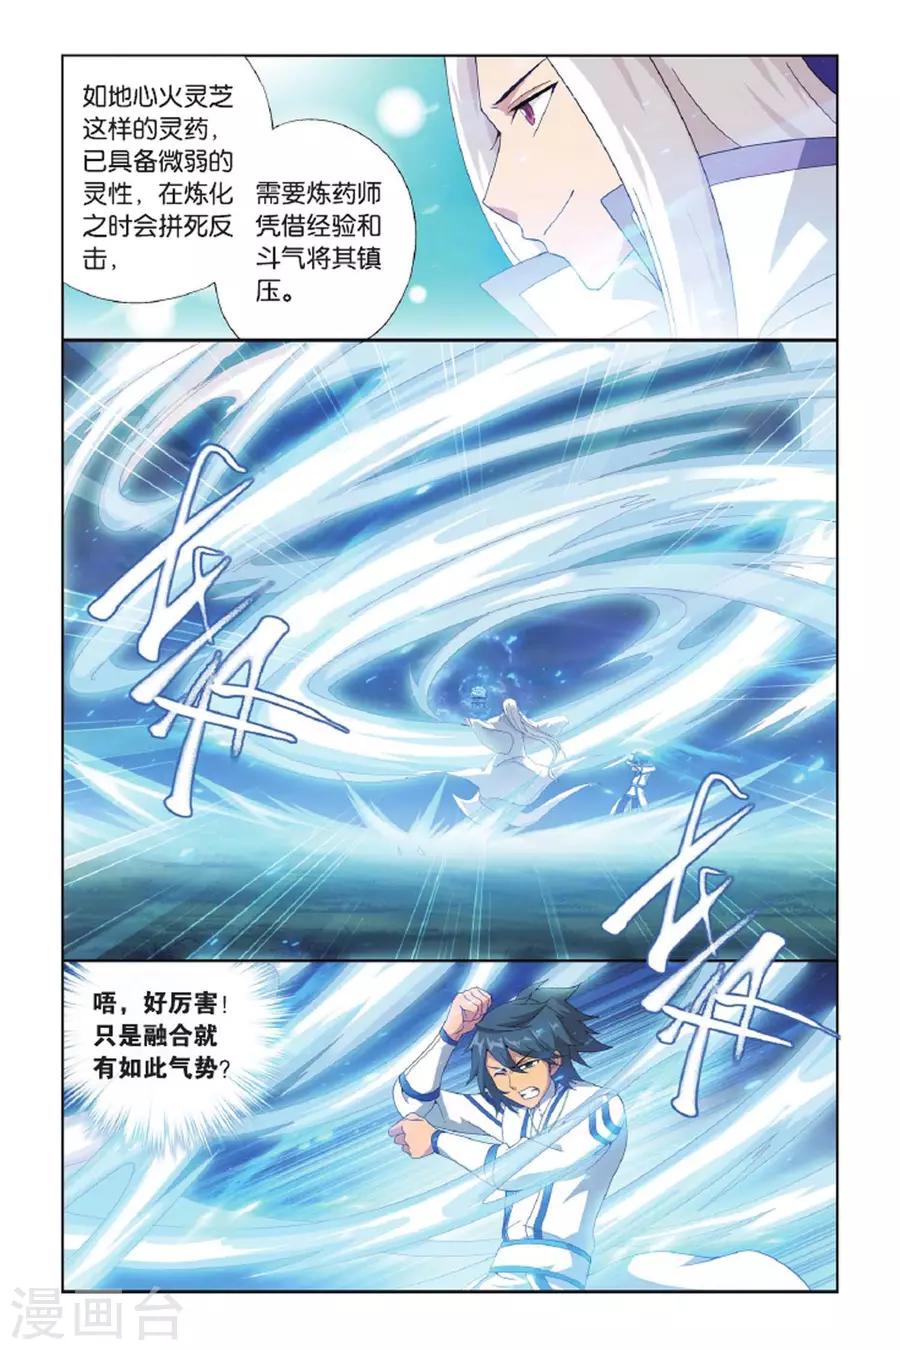 如地心火灵芝
这样的灵药，
已具备微弱的
灵性，在炼化
之时会拼死反
击，
需要炼药师
凭借经验和
斗气将其镇
压。
唔，好厉害！
只是融合就
有如此气势？
漫画台